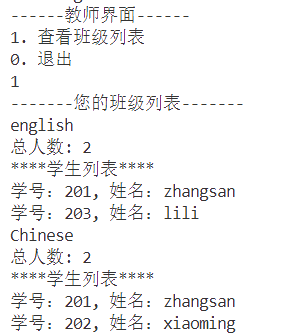 ------教师界面------
1. 查看班级列表
0. 退出
1
-------您的班级列表-------
english
总人数: 2
****学生列表****
学号: 201, 姓名: zhangsan
学号: 203, 姓名: lili
Chinese
总人数: 2
****学生列表****
学号: 201, 姓名: zhangsan
学号: 202, 姓名: xiaoming